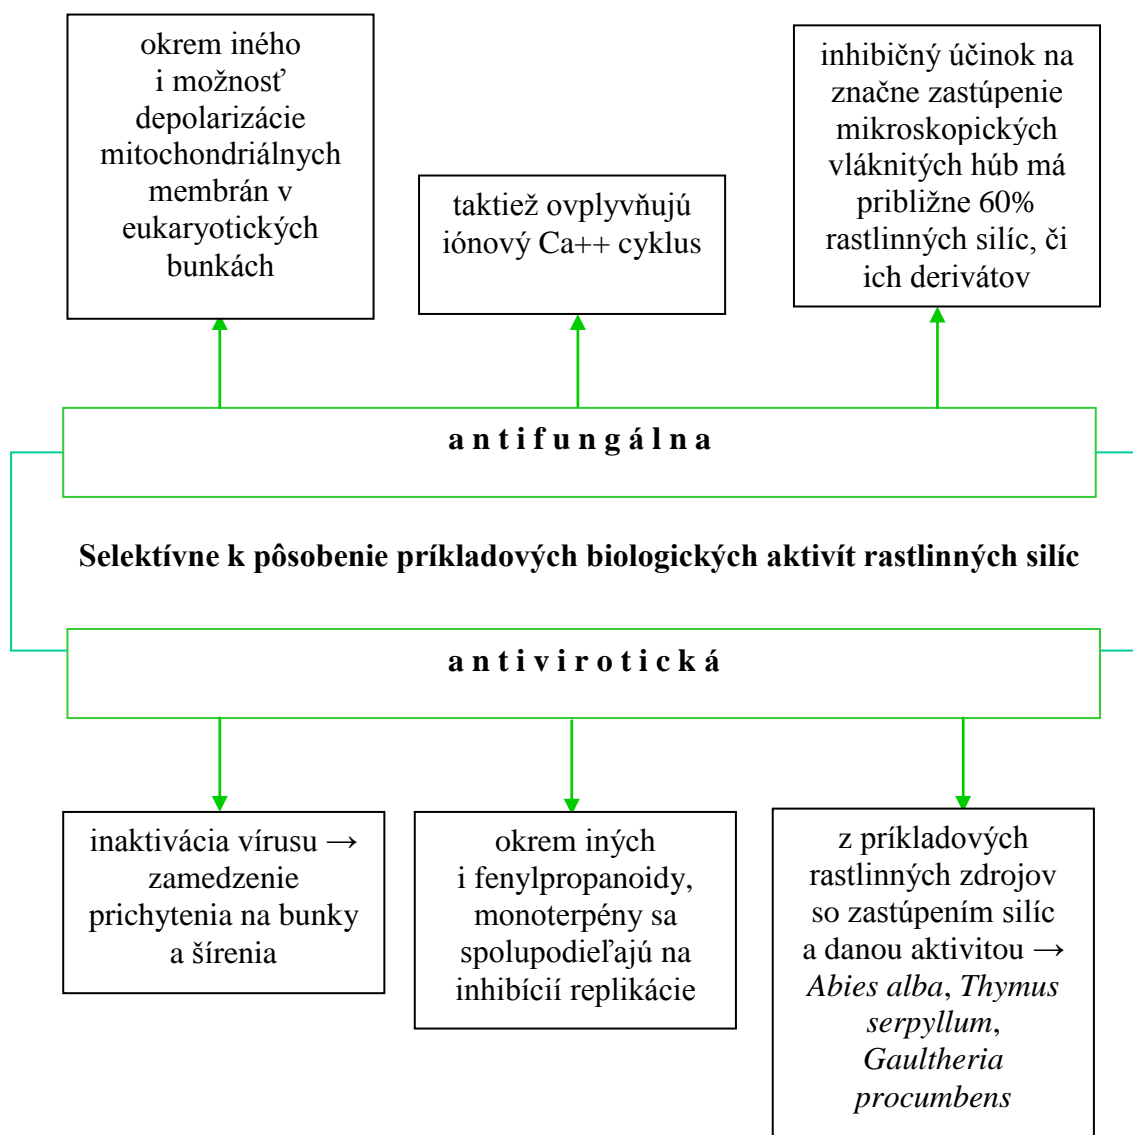 okrem iného
i možnosť
depolarizácie
mitochondriálnych
membrán v
eukaryotických
bunkách
taktiež ovplyvňujú
iónový Ca++ cyklus
inhibičný účinok na
značne zastúpenie
mikroskopických
vláknitých húb má
približne 60%
rastlinných silíc, či
ich derivátov
antifungálna
Selektívne k pôsobenie príkladových biologických aktivít rastlinných silíc
antivirotická
inaktivácia vírusu →
zamedzenie
prichytenia na bunky
a šírenia
okrem iných
i fenylpropanoidy,
monoterpény sa
spolupodieľajú na
inhibícií replikácie
z príkladových
rastlinných zdrojov
so zastúpením silíc
a danou aktivitou →
Abies alba, Thymus
serpyllum,
Gaultheria
procumbens